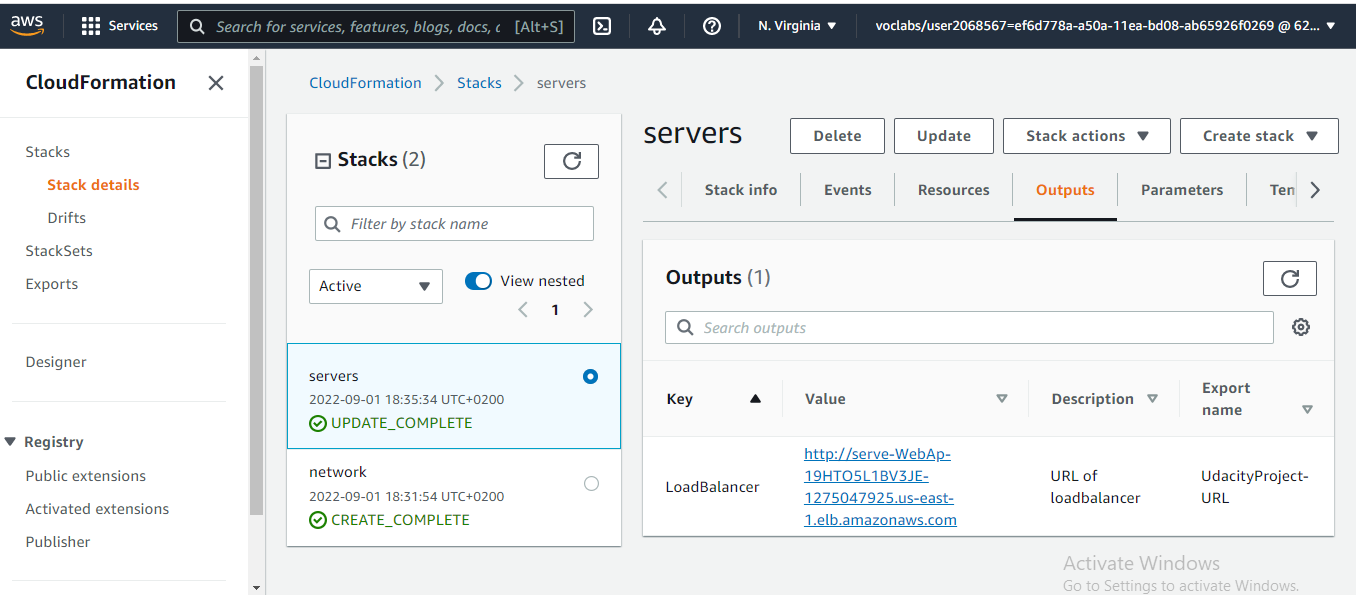 aws
Services
Search for services, features, blogs, docs, a [Alt+S]
N. Virginia
voclabs/user2068567=ef6d778a-a50a-11ea-bd08-ab65926f0269 @ 62...
CloudFormation
Stacks
Stack details
Drifts
StackSets
Exports
Designer
Registry
Public extensions
Activated extensions
Publisher
CloudFormation Stacks servers
Stacks (2)
Filter by stack name
Active
View nested
1
servers
2022-09-01 18:35:34 UTC+0200
UPDATE_COMPLETE
network
2022-09-01 18:31:54 UTC+0200
CREATE_COMPLETE
servers
Delete
Update
Stack actions
Create stack
Stack info
Events
Resources
Outputs
Parameters
Ten
Outputs (1)
Search outputs
Key
Value
Description
Export
name
LoadBalancer
http://serve-WebAp-
19HTO5L1BV3JE-
1275047925.us-east-
1.elb.amazonaws.com
URL of
loadbalancer
UdacityProject-
URL
Activate Windows
Go to Settings to activate Windows.